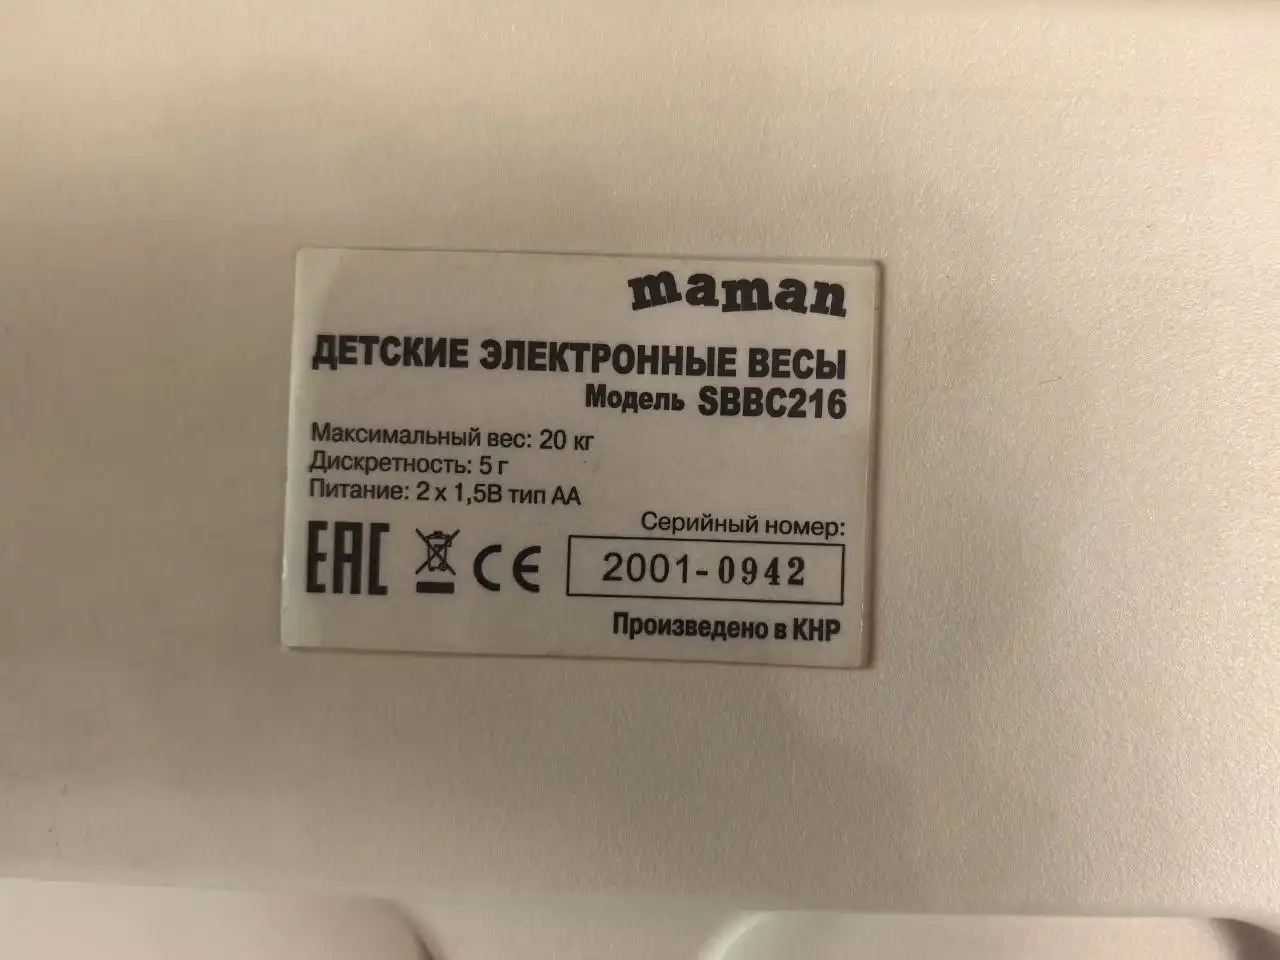 maman
ДЕТСКИЕ ЭЛЕКТРОННЫЕ ВЕСЫ
Модель SBBC216
Максимальный вес: 20 кг
Дискретность: 5 г
Питание: 2 x 1,5В тип АА
Серийный номер:
EAC CE 2001-0942
Произведено в КНР